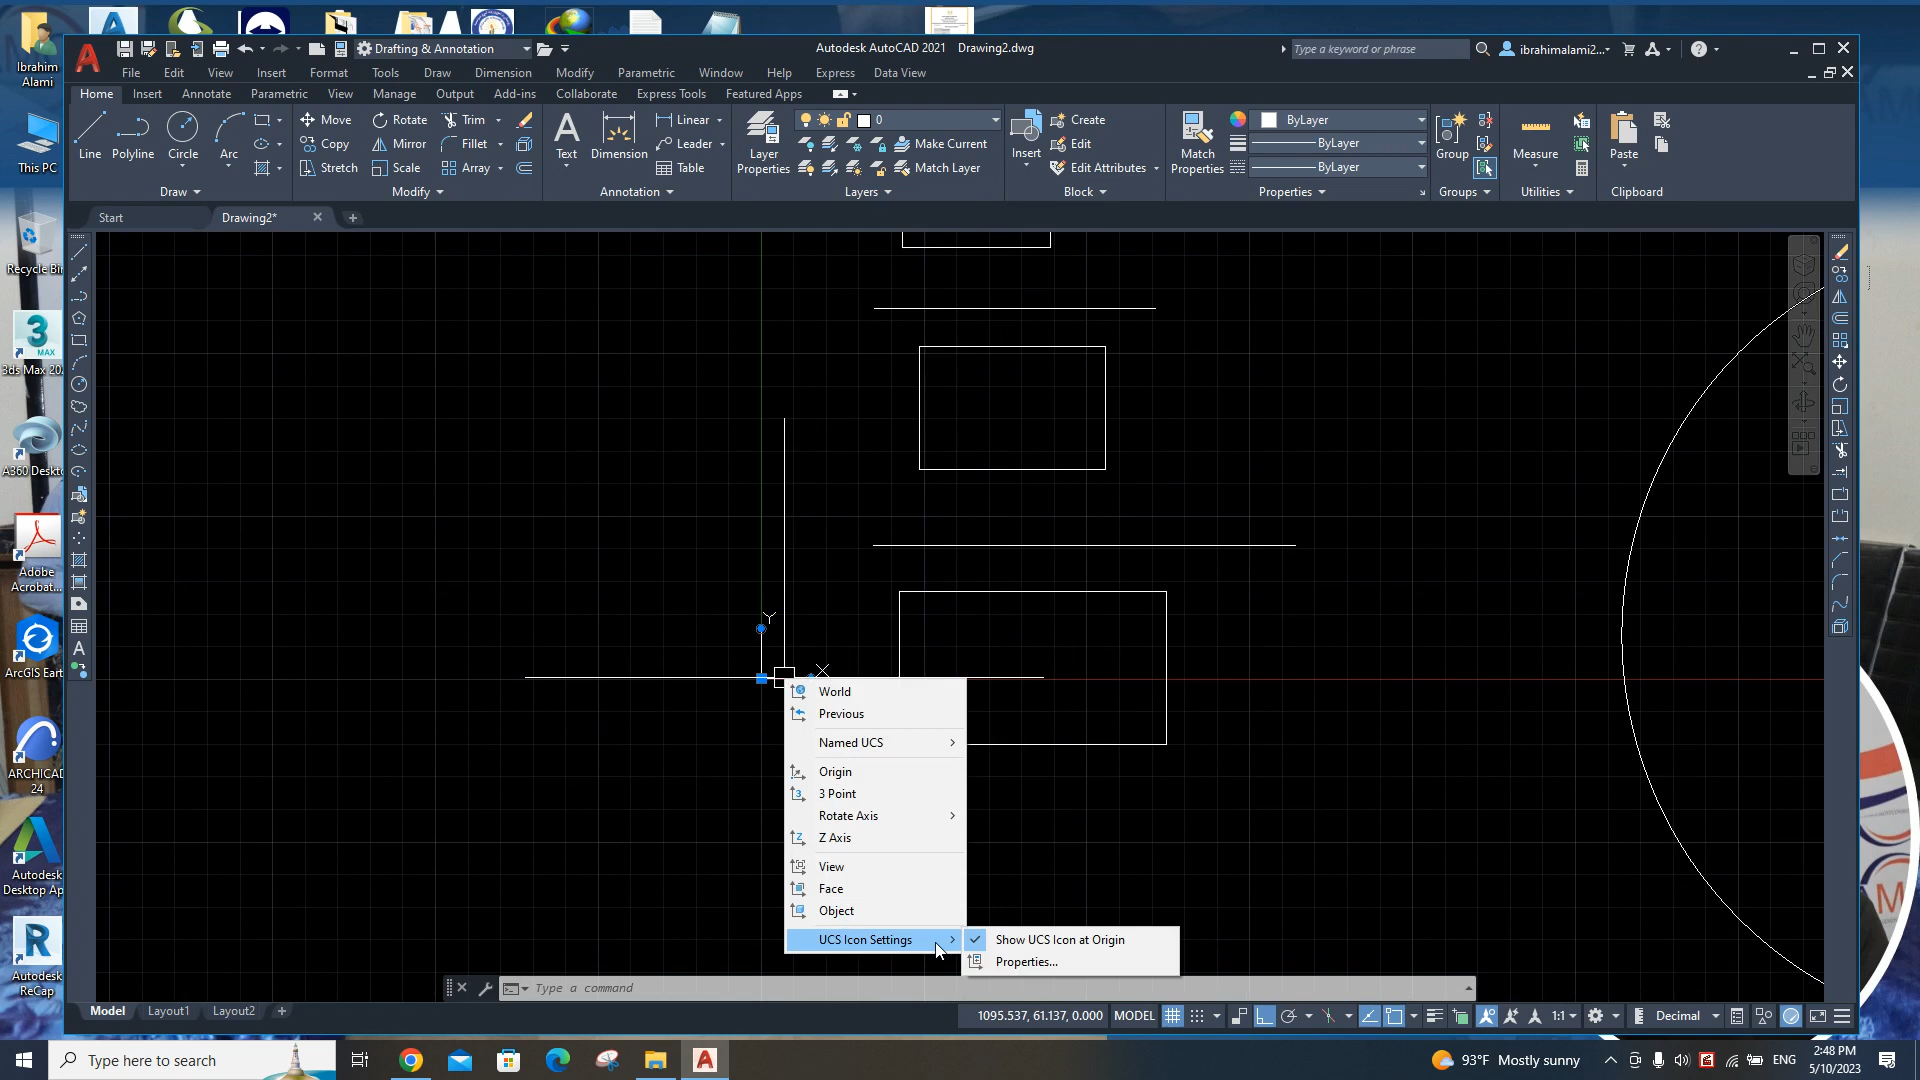 Drafting & Annotation
Autodesk AutoCAD 2021 Drawing2.dwg
Type a keyword or phrase
ibrahimalami2...
File Edit View Insert Format Tools Draw Dimension Modify Parametric Window Help Express Data View
Home Insert Annotate Parametric View Manage Output Add-ins Collaborate Express Tools Featured Apps
Line
Polyline
Circle
Arc
Draw
Move
Rotate
Trim
Copy
Mirror
Fillet
Stretch
Scale
Array
Modify
Text
Dimension
Linear
Leader
Table
Annotation
Layer
Properties
0
Make Current
Match Layer
Layers
Insert
Create
Edit
Edit Attributes
Block
Match
Properties
ByLayer
ByLayer
ByLayer
Properties
Group
Groups
Measure
Utilities
Paste
Clipboard
Start
Drawing2*
Ibrahim
Alami
This PC
Recycle Bin
3
MAX
3ds Max 20...
A360 Deskto
Adobe
Acrobat...
ArcGIS Eart
ARCHICAD
24
Autodesk
Desktop Ap
Autodesk
ReCap
Y
X
World
Previous
Named UCS
Origin
3 Point
Rotate Axis
Z Axis
View
Face
Object
UCS Icon Settings
Show UCS Icon at Origin
Properties...
Type a command
Model Layout1 Layout2
1095.537, 61.137, 0.000 MODEL
1:1
Decimal
Type here to search
93°F Mostly sunny
ENG
2:48 PM
5/10/2023